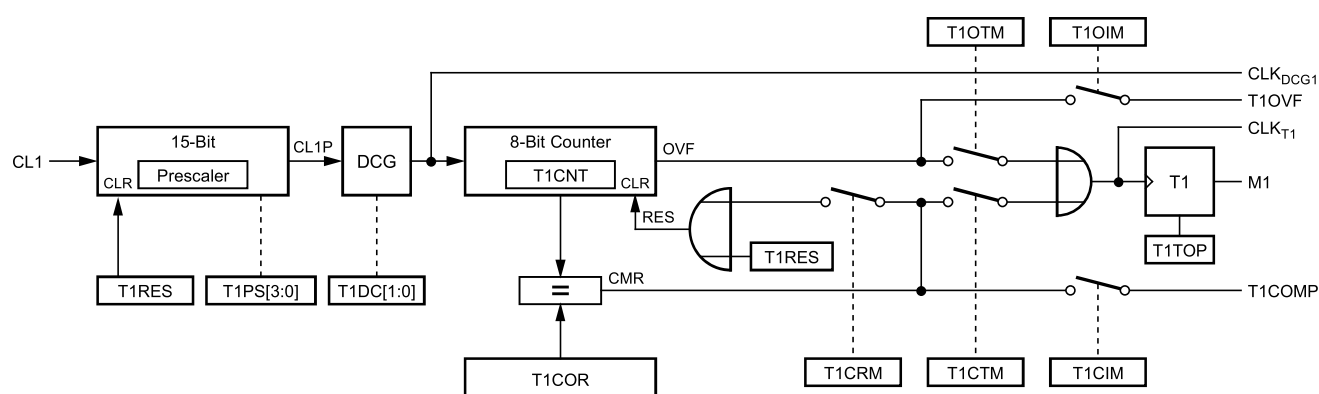 T1OTM
T1OIM
CLKDCG1
T1OVF
CLKT1
15-Bit
Prescaler
CLR
CL1
CL1P
DCG
8-Bit Counter
T1CNT
CLR
OVF
RES
T1RES
T1
M1
T1TOP
T1RES
T1PS[3:0]
T1DC[1:0]
=
CMR
T1COMP
T1COR
T1CRM
T1CTM
T1CIM